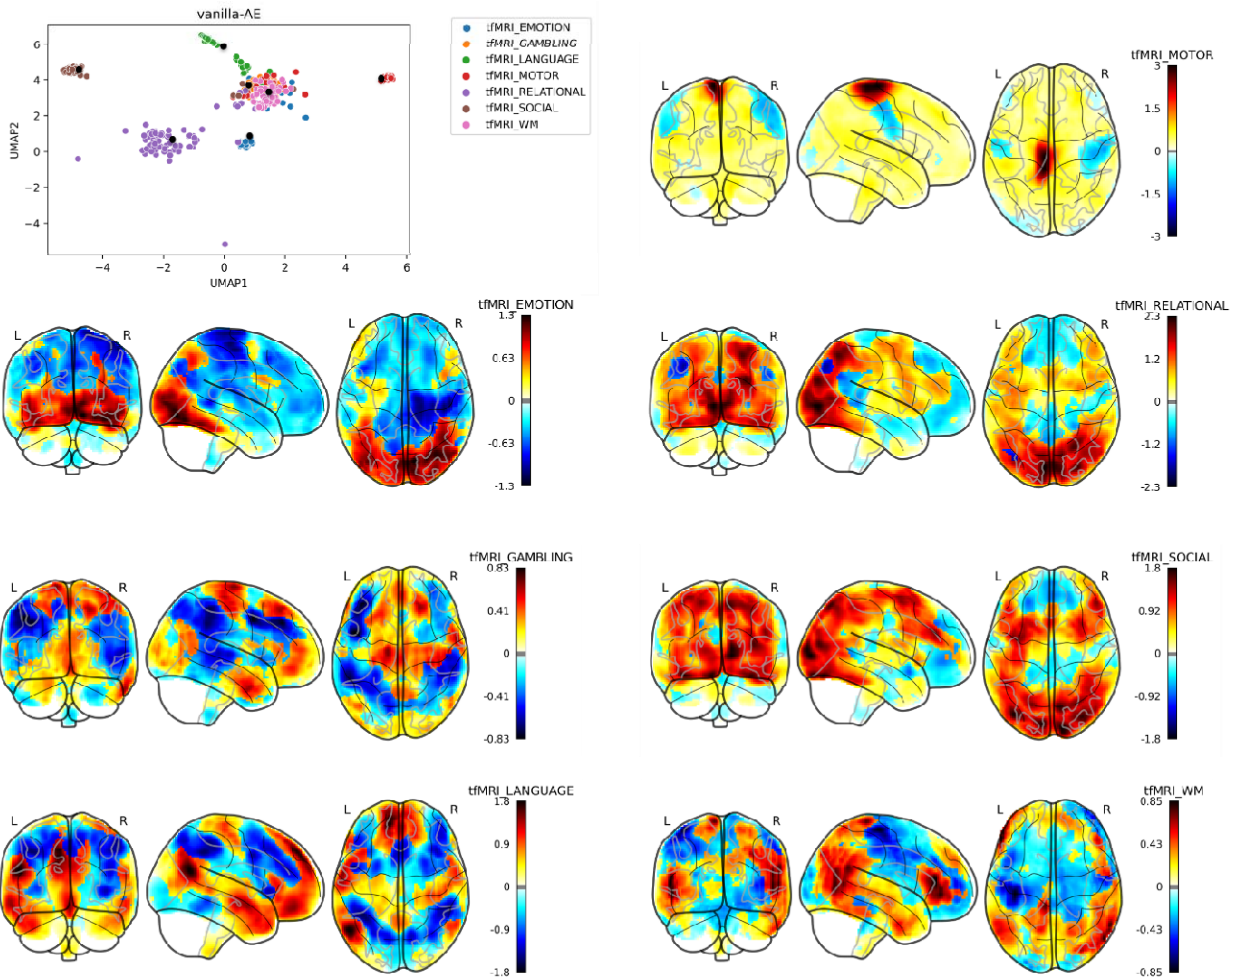 vanilla-AE
tfMRI_EMOTION
tfMRI_GAMBLING
tfMRI_LANGUAGE
tfMRI_MOTOR
tfMRI_RELATIONAL
tfMRI_SOCIAL
tfMRI_WM
UMAP2
6
4
2
0
−2
−4
−4 −2 0 2 4 6
UMAP1
tfMRI_MOTOR
L R L R
3
1.5
0
-1.5
-3
tfMRI_EMOTION
L R L R
1.3
0.63
0
-0.63
-1.3
tfMRI_RELATIONAL
L R L R
2.3
1.2
0
-1.2
-2.3
tfMRI_GAMBLING
L R L R
0.83
0.41
0
-0.41
-0.83
tfMRI_SOCIAL
L R L R
1.8
0.92
0
-0.92
-1.8
tfMRI_LANGUAGE
L R L R
1.8
0.9
0
-0.9
-1.8
tfMRI_WM
L R L R
0.85
0.43
0
-0.43
-0.85